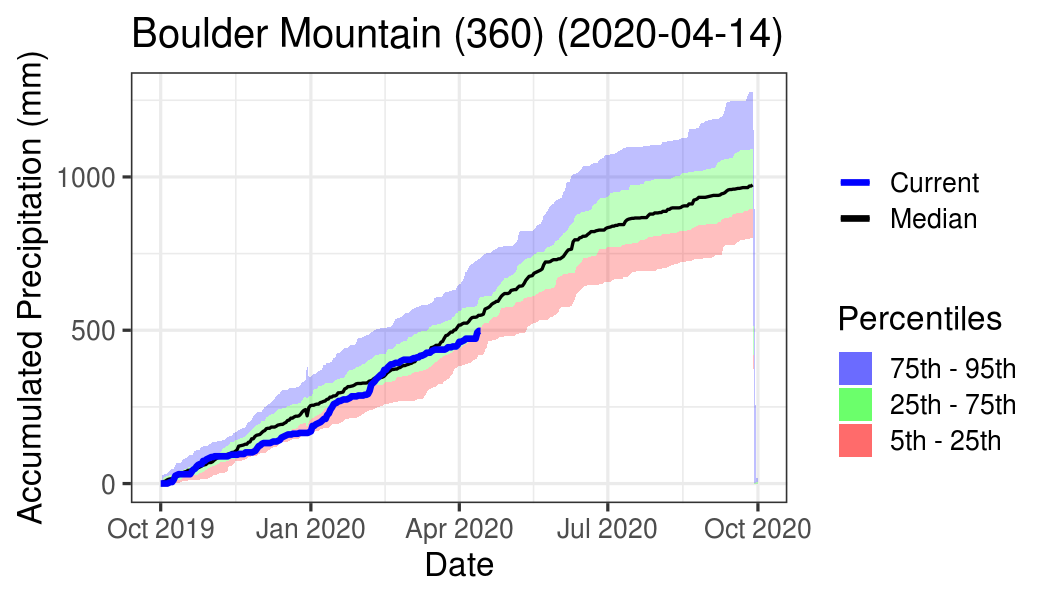 Boulder Mountain (360) (2020-04-14)
Accumulated Precipitation (mm)
1000
500
0
Oct 2019
Jan 2020
Apr 2020
Jul 2020
Oct 2020
Date
Current
Median
Percentiles
75th - 95th
25th - 75th
5th - 25th